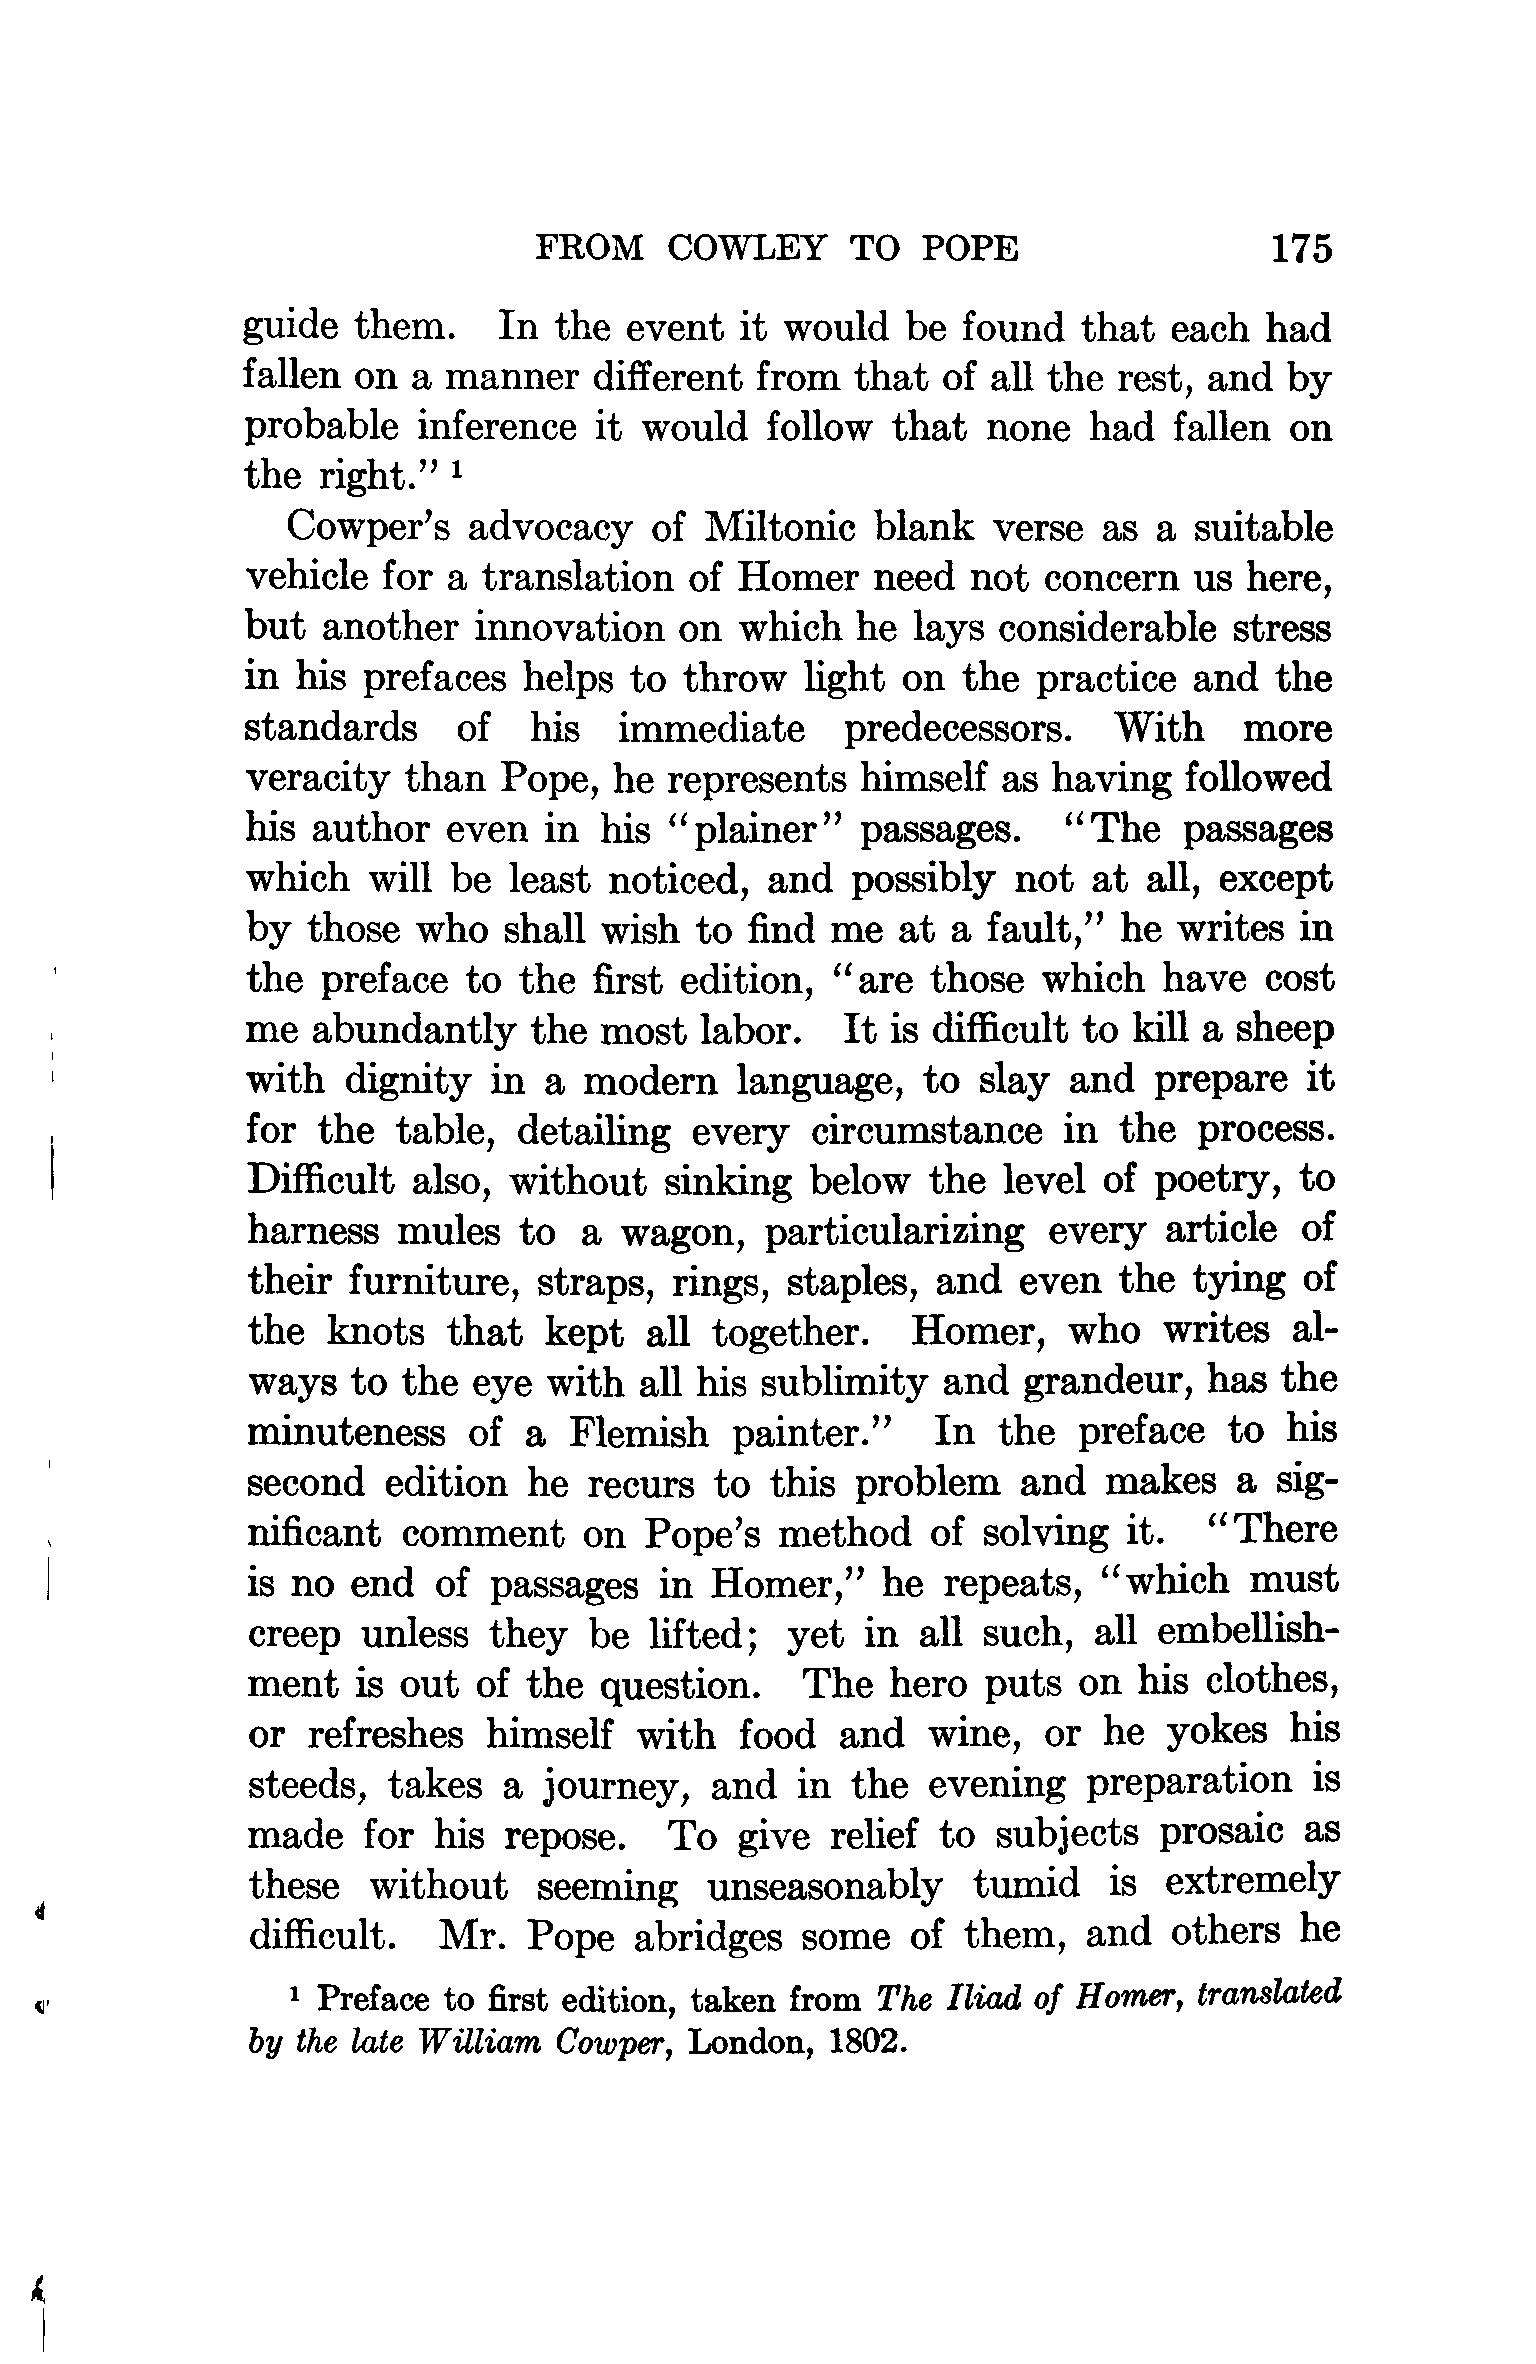 FROM COWLEY TO POPE 175
guide them. In the event it would be found that each had
fallen on a manner different from that of all the rest, and by
probable inference it would follow that none had fallen on
the right." ¹
Cowper's advocacy of Miltonic blank verse as a suitable
vehicle for a translation of Homer need not concern us here,
but another innovation on which he lays considerable stress
in his prefaces helps to throw light on the practice and the
standards of his immediate predecessors. With more
veracity than Pope, he represents himself as having followed
his author even in his "plainer" passages. "The passages
which will be least noticed, and possibly not at all, except
by those who shall wish to find me at a fault," he writes in
the preface to the first edition, "are those which have cost
me abundantly the most labor. It is difficult to kill a sheep
with dignity in a modern language, to slay and prepare it
for the table, detailing every circumstance in the process.
Difficult also, without sinking below the level of poetry, to
harness mules to a wagon, particularizing every article of
their furniture, straps, rings, staples, and even the tying of
the knots that kept all together. Homer, who writes al-
ways to the eye with all his sublimity and grandeur, has the
minuteness of a Flemish painter." In the preface to his
second edition he recurs to this problem and makes a sig-
nificant comment on Pope's method of solving it. "There
is no end of passages in Homer," he repeats, "which must
creep unless they be lifted; yet in all such, all embellish-
ment is out of the question. The hero puts on his clothes,
or refreshes himself with food and wine, or he yokes his
steeds, takes a journey, and in the evening preparation is
made for his repose. To give relief to subjects prosaic as
these without seeming unseasonably tumid is extremely
difficult. Mr. Pope abridges some of them, and others he
¹ Preface to first edition, taken from The Iliad of Homer, translated
by the late William Cowper, London, 1802.